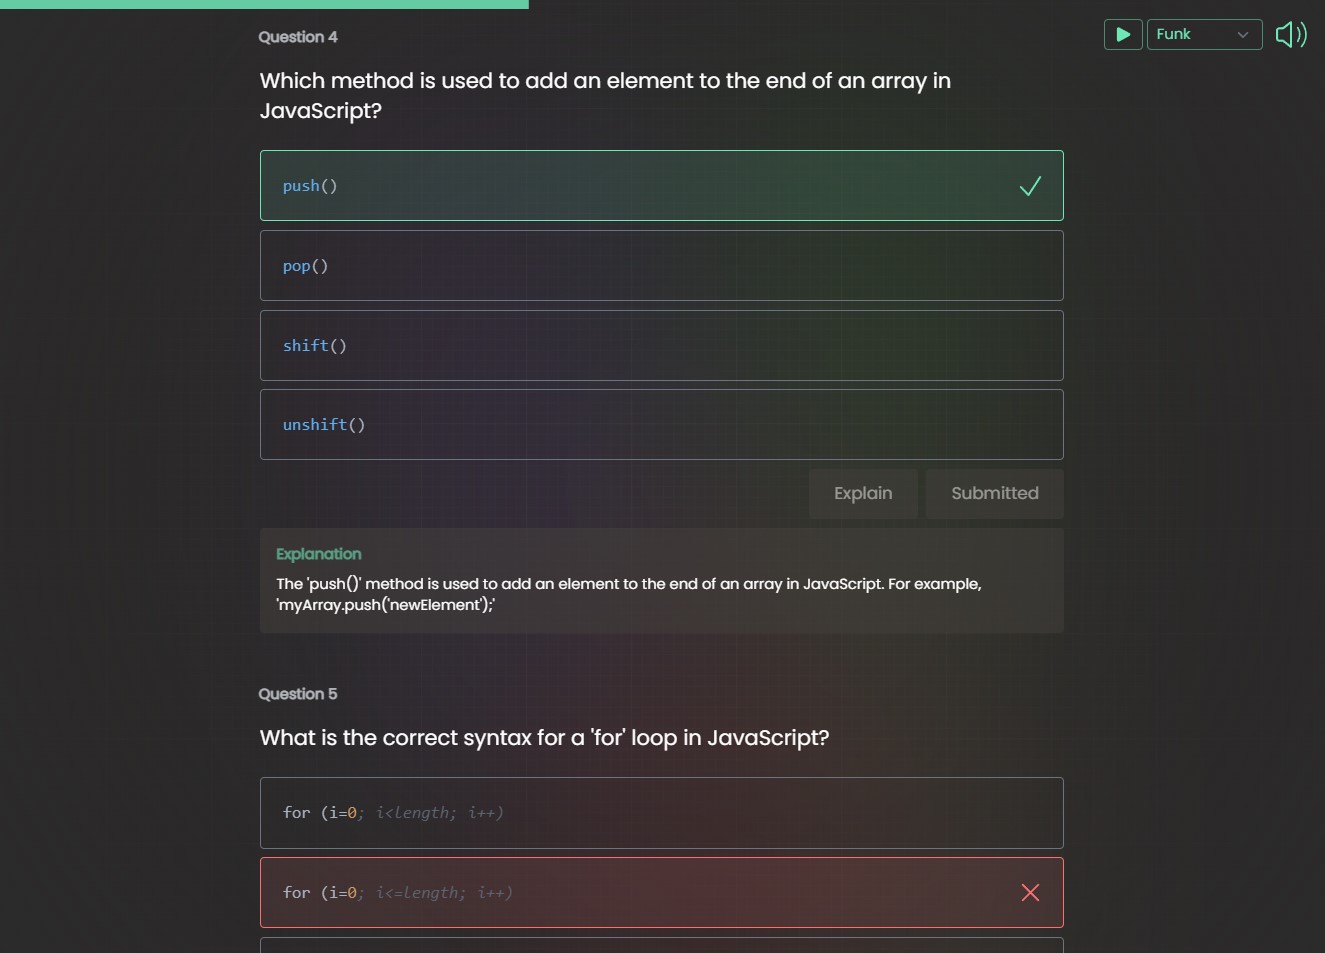 Question 4
Funk
Which method is used to add an element to the end of an array in
JavaScript?
push()
pop()
shift()
unshift()
Explain
Submitted
Explanation
The 'push()' method is used to add an element to the end of an array in JavaScript. For example,
'myArray.push('newElement');'
Question 5
What is the correct syntax for a 'for' loop in JavaScript?
for (i=0; i<length; i++)
for (i=0; i<=length; i++)